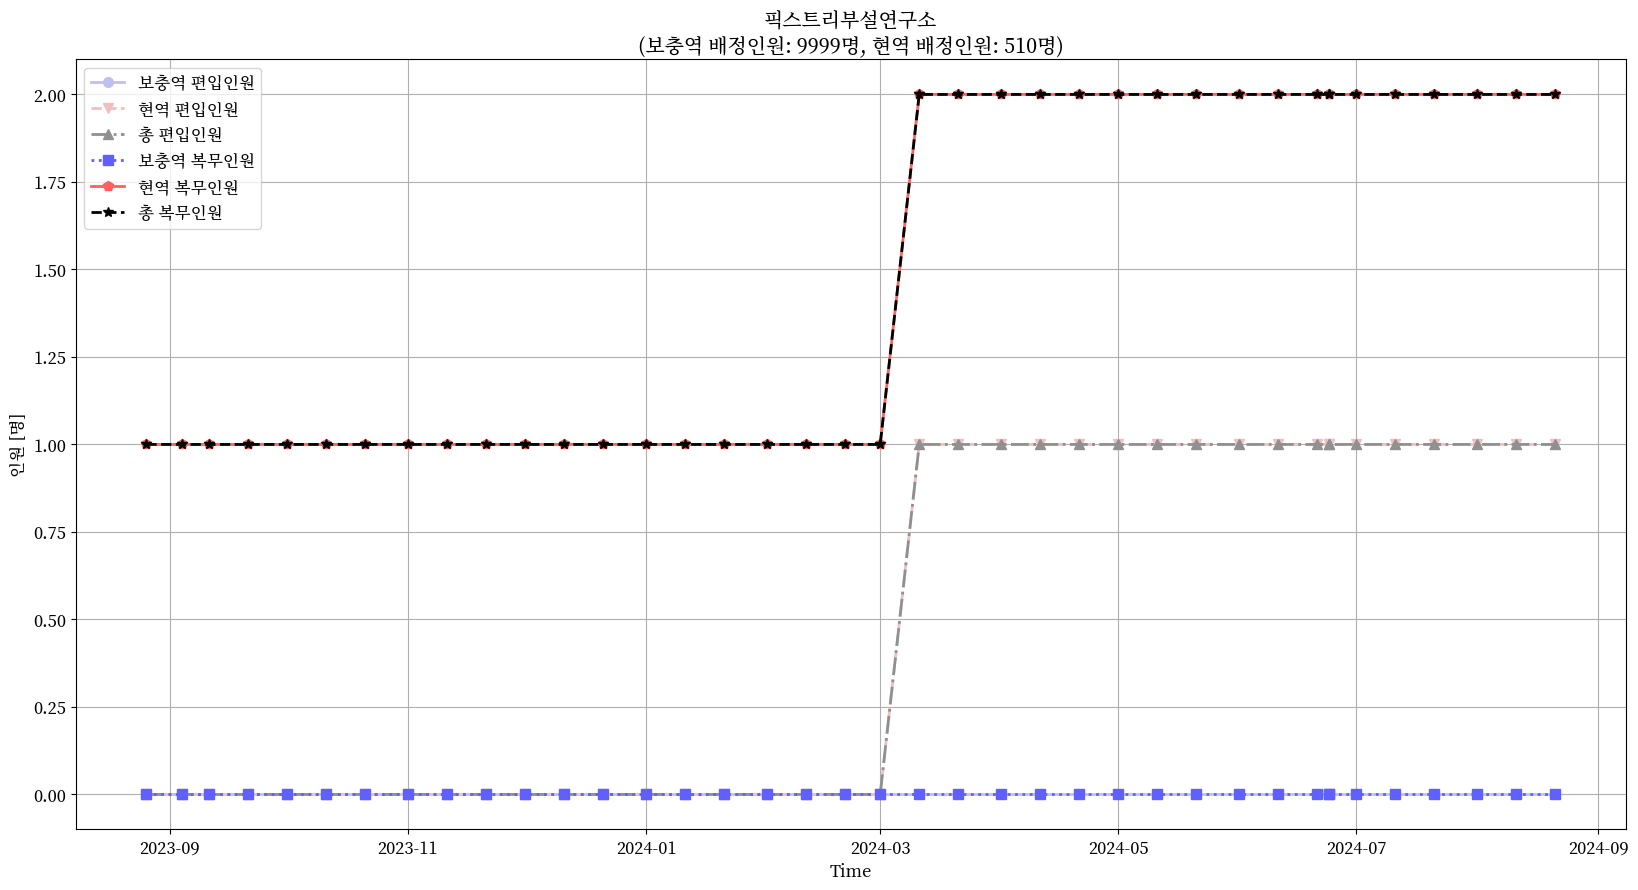 픽스트리부설연구소
(보충역 배정인원: 9999명, 현역 배정인원: 510명)
보충역 편입인원
현역 편입인원
총 편입인원
보충역 복무인원
현역 복무인원
총 복무인원
2.00
1.75
1.50
1.25
1.00
0.75
0.50
0.25
0.00
인원 [명]
2023-09
2023-11
2024-01
2024-03
2024-05
2024-07
2024-09
Time